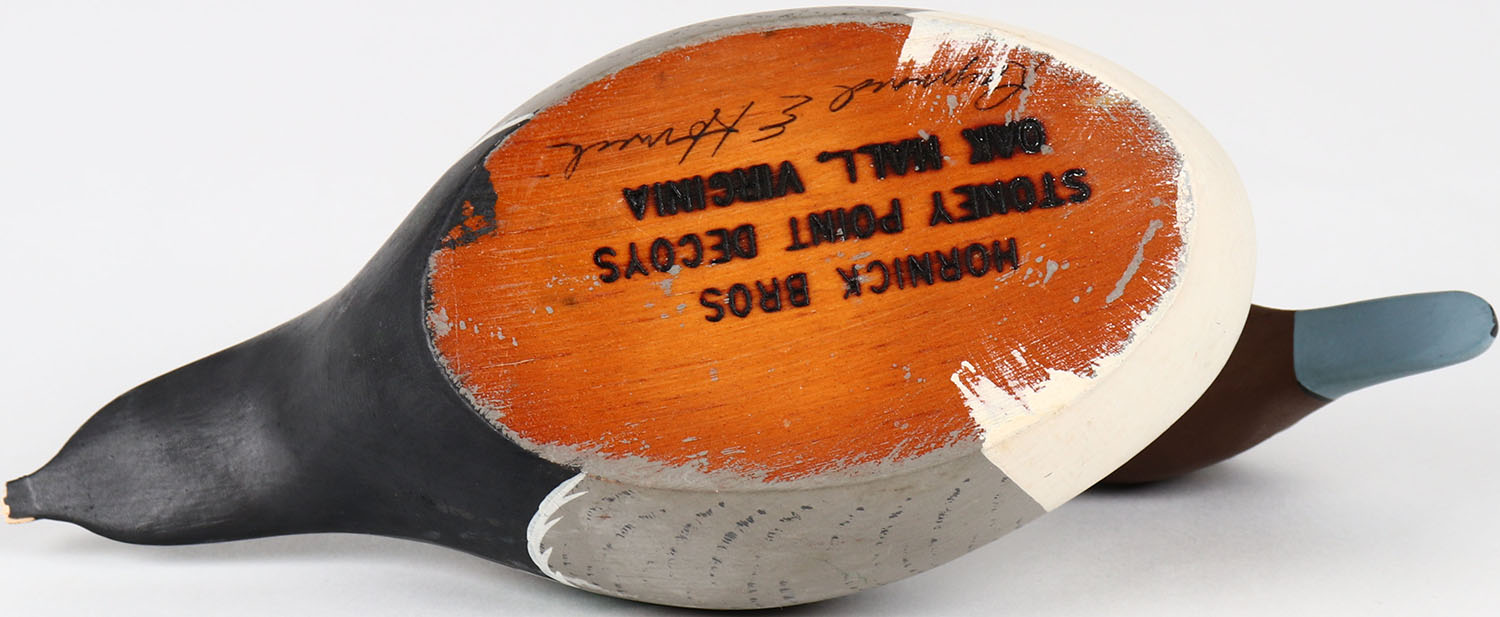 HORNICK BROS
STONEY POINT DECOYS
OAK HALL, VIRGINIA
Raymond E Hornick